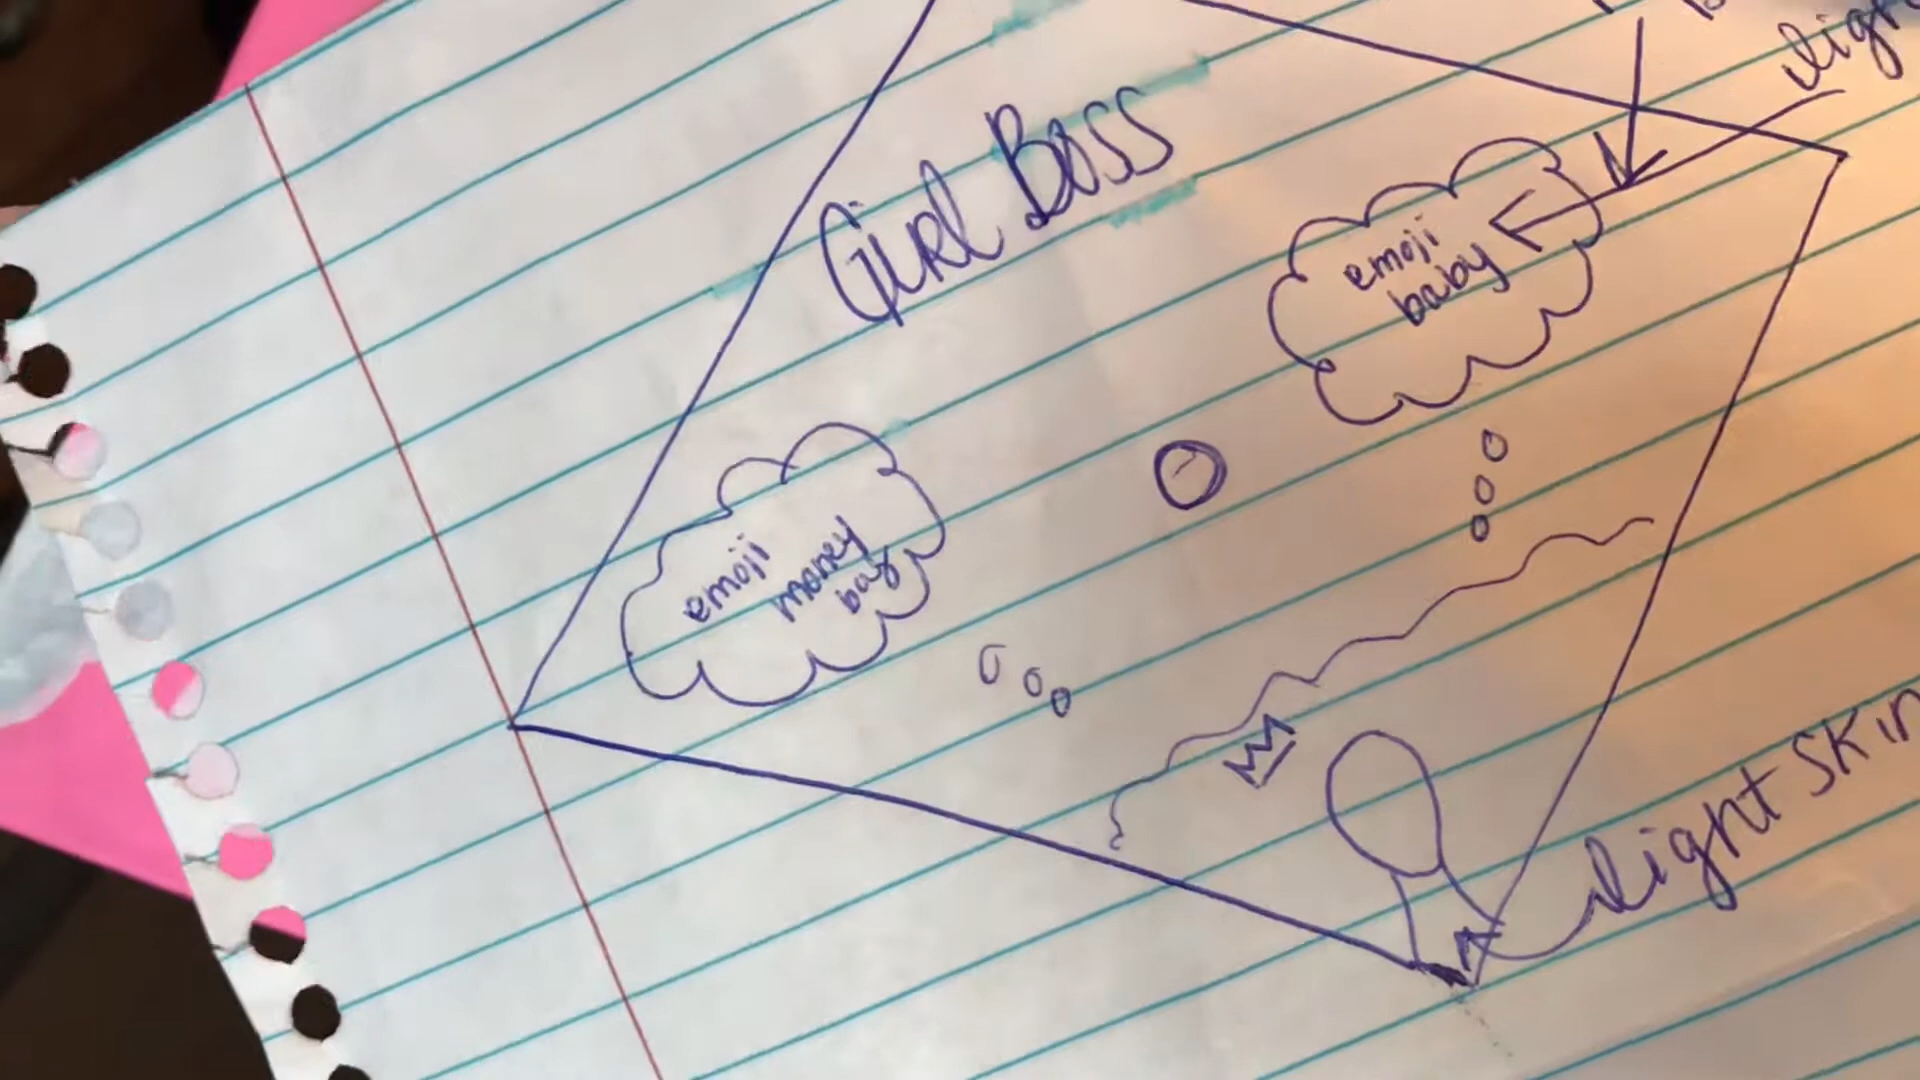 Girl Boss
emoji
baby
emoji
money
bag
light skin